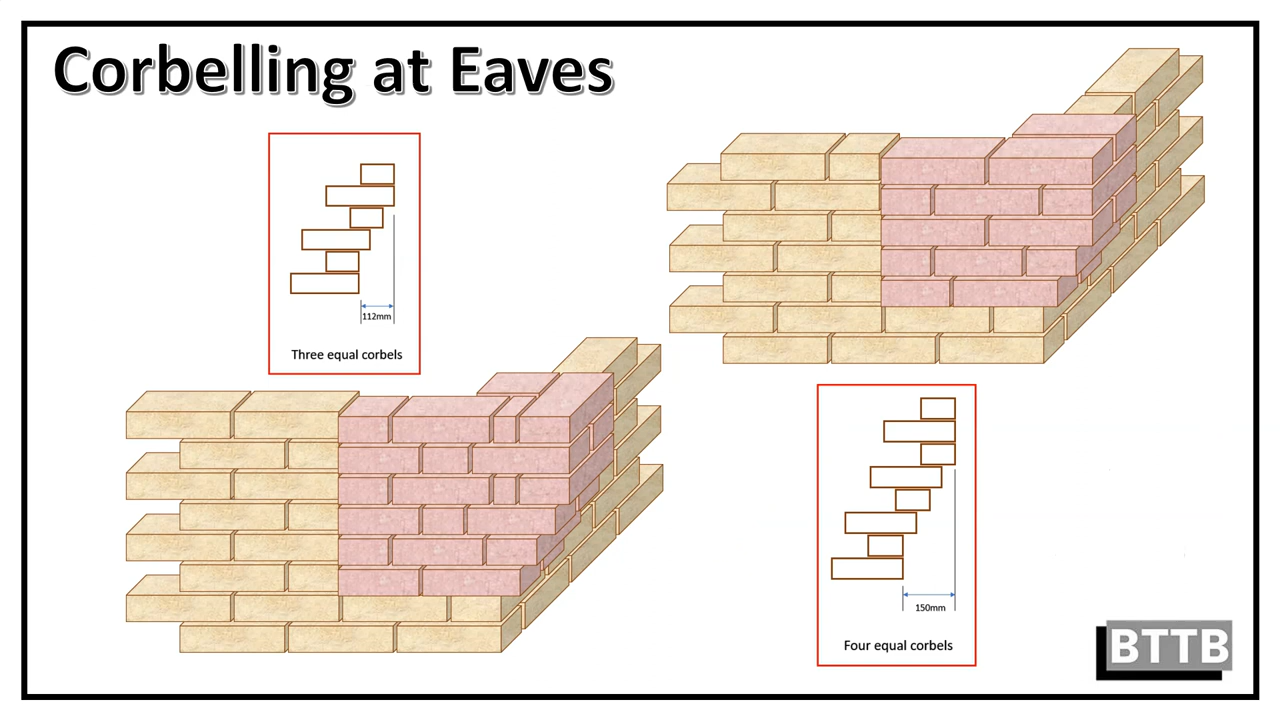 Corbelling at Eaves
112mm
Three equal corbels
150mm
Four equal corbels
BTTB